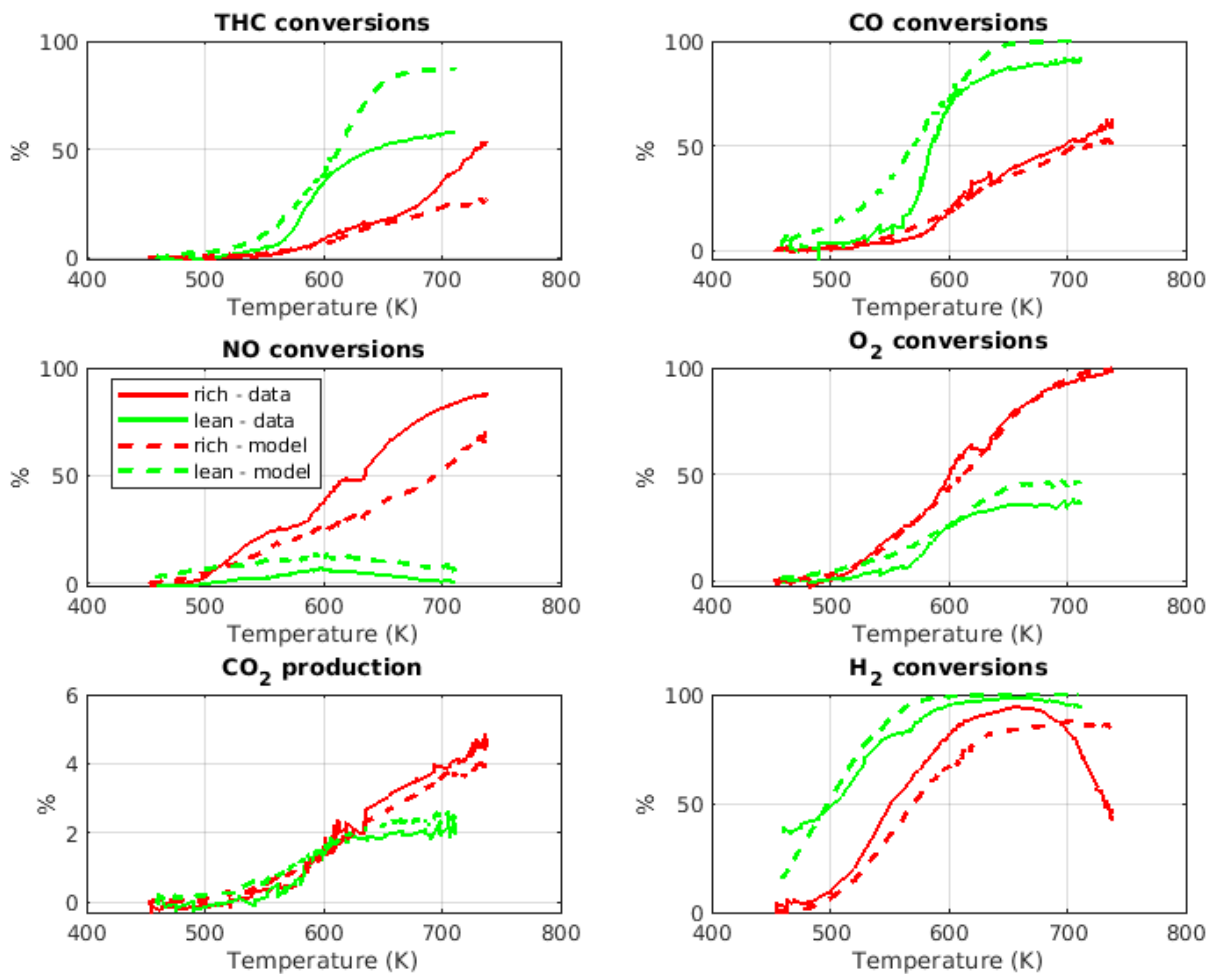 THC conversions
100
50
0
%
400 500 600 700 800
Temperature (K)
CO conversions
100
50
0
%
400 500 600 700 800
Temperature (K)
NO conversions
100
50
0
%
rich - data
lean - data
rich - model
lean - model
400 500 600 700 800
Temperature (K)
O2 conversions
100
50
0
%
400 500 600 700 800
Temperature (K)
CO2 production
6
4
2
0
%
400 500 600 700 800
Temperature (K)
H2 conversions
100
50
0
%
400 500 600 700 800
Temperature (K)